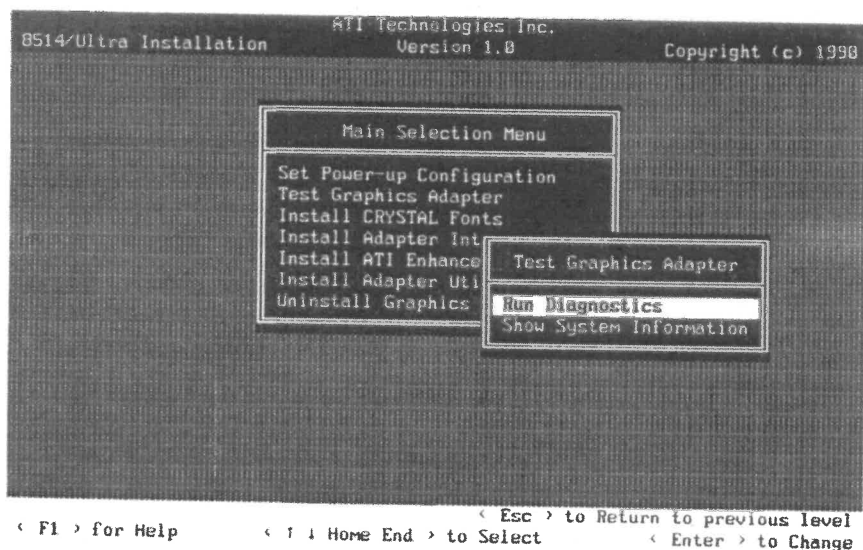 ATI Technologies Inc.
8514/Ultra Installation Version 1.0 Copyright (c) 1990
Main Selection Menu
Set Power-up Configuration
Test Graphics Adapter
Install CRYSTAL Fonts
Install Adapter Int
Install ATI Enhance
Install Adapter Uti
Uninstall Graphics
Test Graphics Adapter
Run Diagnostics
Show System Information
‹ Esc › to Return to previous level
‹ F1 › for Help ‹ ↑ ↓ Home End › to Select ‹ Enter › to Change